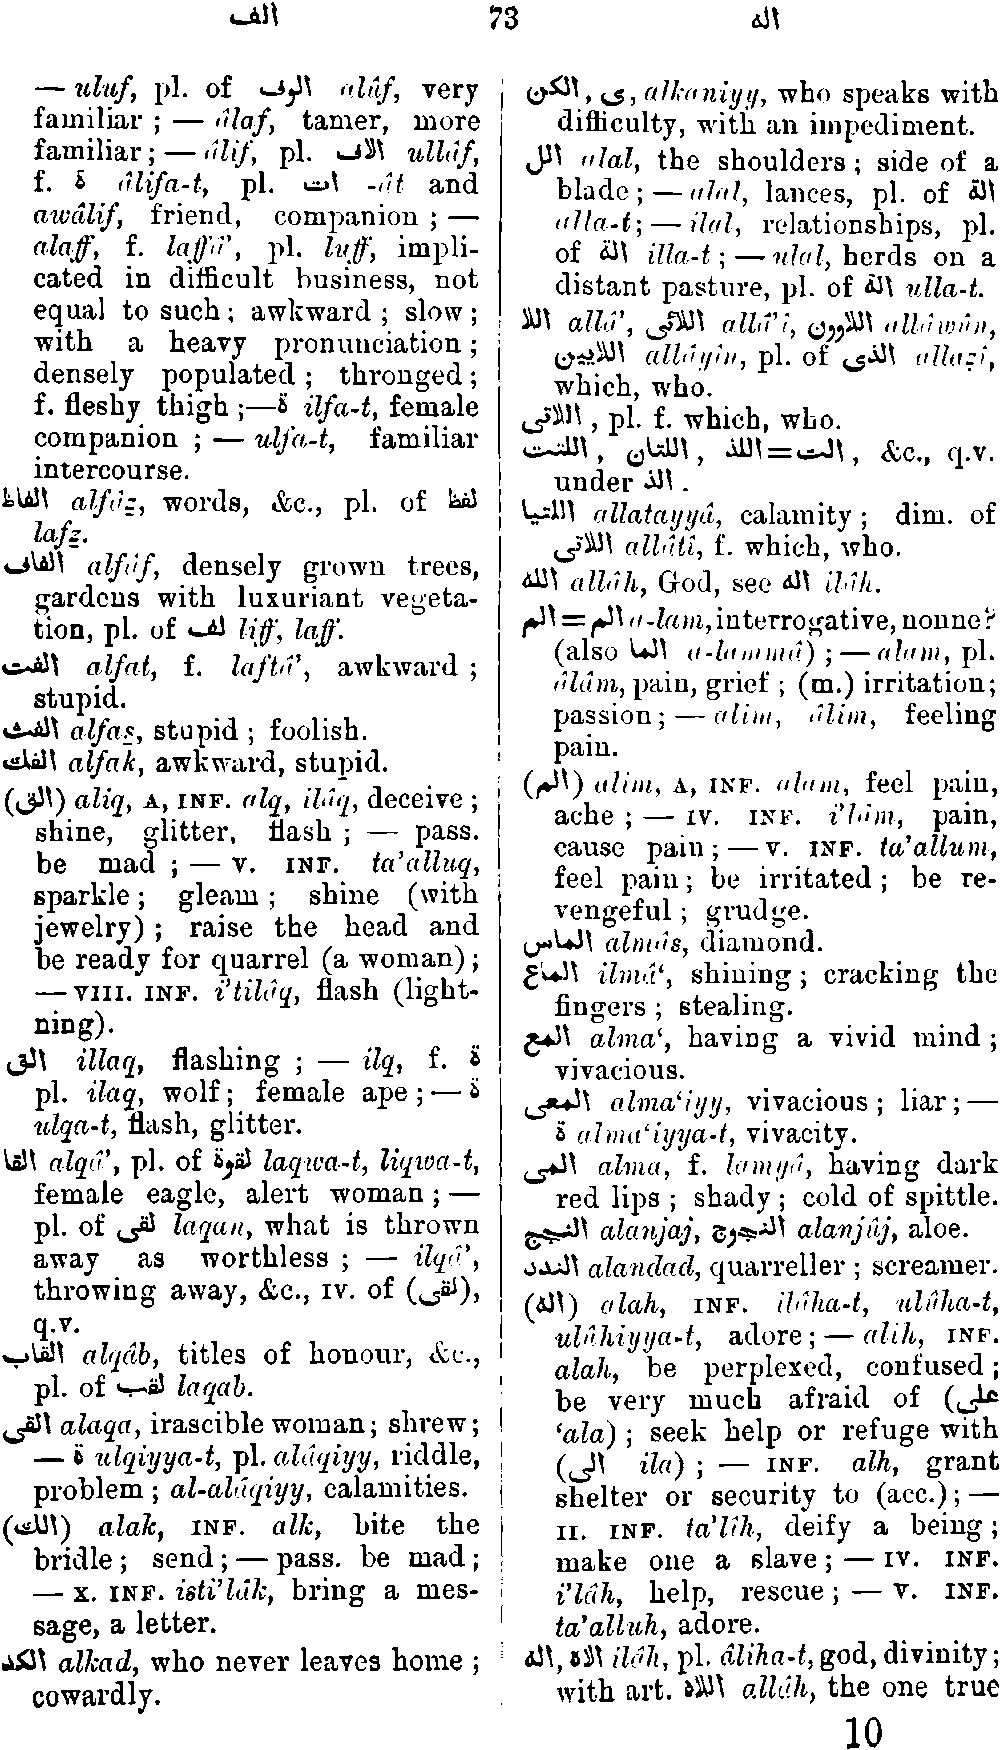 الف 73 اله
— uluf, pl. of الوف alûf, very
familiar ; — âlaf, tamer, more
familiar ; — âlif, pl. الاف ullâf,
f. ة âlifa-t, pl. ات -ât and
awâlif, friend, companion ; —
alaff, f. laffâ’, pl. luff, impli-
cated in difficult business, not
equal to such ; awkward ; slow ;
with a heavy pronunciation ;
densely populated ; thronged ;
f. fleshy thigh ;—ة ilfa-t, female
companion ; — ulfa-t, familiar
intercourse.
الفاظ alfâz̤, words, &c., pl. of لفظ
lafz̤.
الفاف alfâf, densely grown trees,
gardens with luxuriant vegeta-
tion, pl. of لف liff, laff.
الفت alfat, f. laftâ’, awkward ;
stupid.
الفث alfas̤, stupid ; foolish.
الفك alfak, awkward, stupid.
(الق) aliq, A, INF. alq, ilâq, deceive ;
shine, glitter, flash ; — pass.
be mad ; — V. INF. ta’alluq,
sparkle ; gleam ; shine (with
jewelry) ; raise the head and
be ready for quarrel (a woman) ;
— VIII. INF. i’tilâq, flash (light-
ning).
الق illaq, flashing ; — ilq, f. ة
pl. ilaq, wolf ; female ape ; — ة
ulqa-t, flash, glitter.
القا alqâ’, pl. of لقوة laqwa-t, liqwa-t,
female eagle, alert woman ; —
pl. of لقى laqan, what is thrown
away as worthless ; — ilqâ’,
throwing away, &c., IV. of (لقى),
q.v.
القاب alqâb, titles of honour, &c.,
pl. of لقب laqab.
القى alaqa, irascible woman ; shrew ;
— ة ulqiyya-t, pl. alâqiyy, riddle,
problem ; al-alâqiyy, calamities.
(الك) alak, INF. alk, bite the
bridle ; send ; — pass. be mad ;
— X. INF. isti’lâk, bring a mes-
sage, a letter.
الكد alkad, who never leaves home ;
cowardly.
الكن, ى, alkaniyy, who speaks with
difficulty, with an impediment.
الل alal, the shoulders ; side of a
blade ; — alal, lances, pl. of الة
alla-t ; — ilal, relationships, pl.
of الة illa-t ; — ulal, herds on a
distant pasture, pl. of الة ulla-t.
اللا allâ’, اللائى allâ’i, اللاوون allâwûn,
اللايين allâyîn, pl. of الذى allaẕî,
which, who.
اللاتى, pl. f. which, who.
الت=اللذ, اللتان, اللتت, &c., q.v.
under الذ.
اللتيا allatayyâ, calamity ; dim. of
اللاتى allâtî, f. which, who.
الله allâh, God, see اله ilâh.
الم=الم a-lam, interrogative, nonne?
(also الما a-lammâ) ; — alam, pl.
âlâm, pain, grief ; (m.) irritation ;
passion ; — alim, âlim, feeling
pain.
(الم) alim, A, INF. alam, feel pain,
ache ; — IV. INF. i’lâm, pain,
cause pain ; — V. INF. ta’allum,
feel pain ; be irritated ; be re-
vengeful ; grudge.
الماس almâs, diamond.
الماع ilmâ‘, shining ; cracking the
fingers ; stealing.
المع alma‘, having a vivid mind ;
vivacious.
المعى alma‘iyy, vivacious ; liar ; —
ة alma‘iyya-t, vivacity.
المى alma, f. lamyâ, having dark
red lips ; shady ; cold of spittle.
النجج alanjaj, النجوج alanjûj, aloe.
الندد alandad, quarreller ; screamer.
(اله) alah, INF. ilâha-t, ulâha-t,
ulûhiyya-t, adore ; — alih, INF.
alah, be perplexed, confused ;
be very much afraid of (على
‘ala) ; seek help or refuge with
(الى ila) ; — INF. alh, grant
shelter or security to (acc.) ; —
II. INF. ta’lîh, deify a being ;
make one a slave ; — IV. INF.
i’lâh, help, rescue ; — V. INF.
ta’alluh, adore.
اله, الاه ilâh, pl. âliha-t, god, divinity ;
with art. اللاه allâh, the one true
10